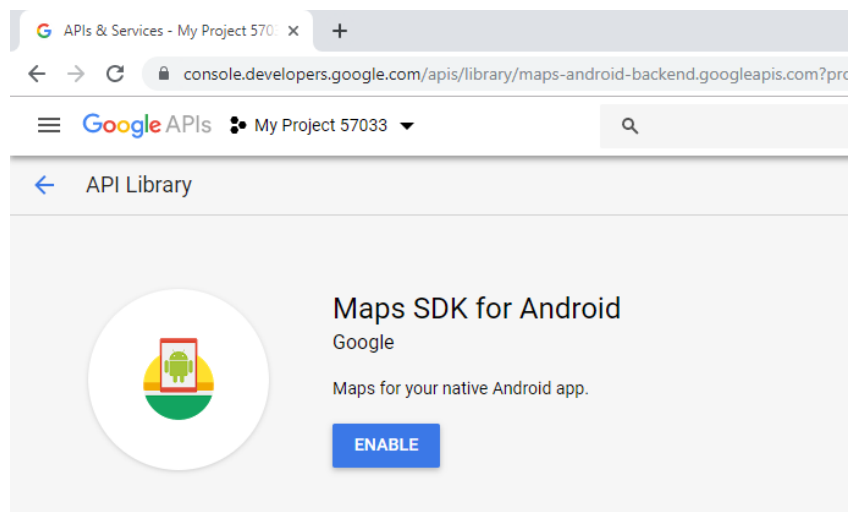 APIs & Services - My Project 570
console.developers.google.com/apis/library/maps-android-backend.googleapis.com?pro
Google APIs My Project 57033
API Library
Maps SDK for Android
Google
Maps for your native Android app.
ENABLE